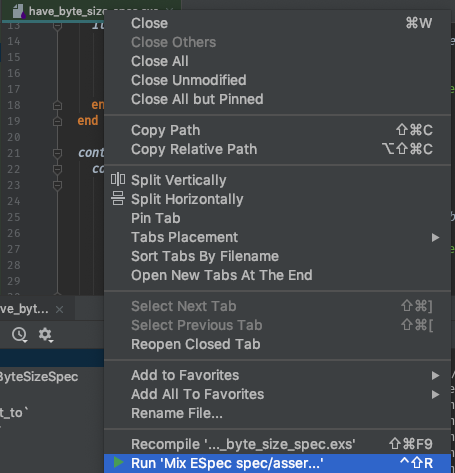 have_byte_size_spec.exs
13
14
15
16
17
18 en
19 end
20
21 cont
22 co
23
24
25
26
27
28
29
Close ⌘W
Close Others
Close All
Close Unmodified
Close All but Pinned
Copy Path ⇧⌘C
Copy Relative Path ⌥⇧⌘C
Split Vertically
Split Horizontally
Pin Tab
Tabs Placement
Sort Tabs By Filename
Open New Tabs At The End
Select Next Tab ⇧⌘]
Select Previous Tab ⇧⌘[
Reopen Closed Tab
Add to Favorites
Add All To Favorites
Rename File...
Recompile '..._byte_size_spec.exs' ⇧⌘F9
Run 'Mix ESpec spec/asser...' ^⇧R
ve_byt...
ByteSizeSpec
t_to`